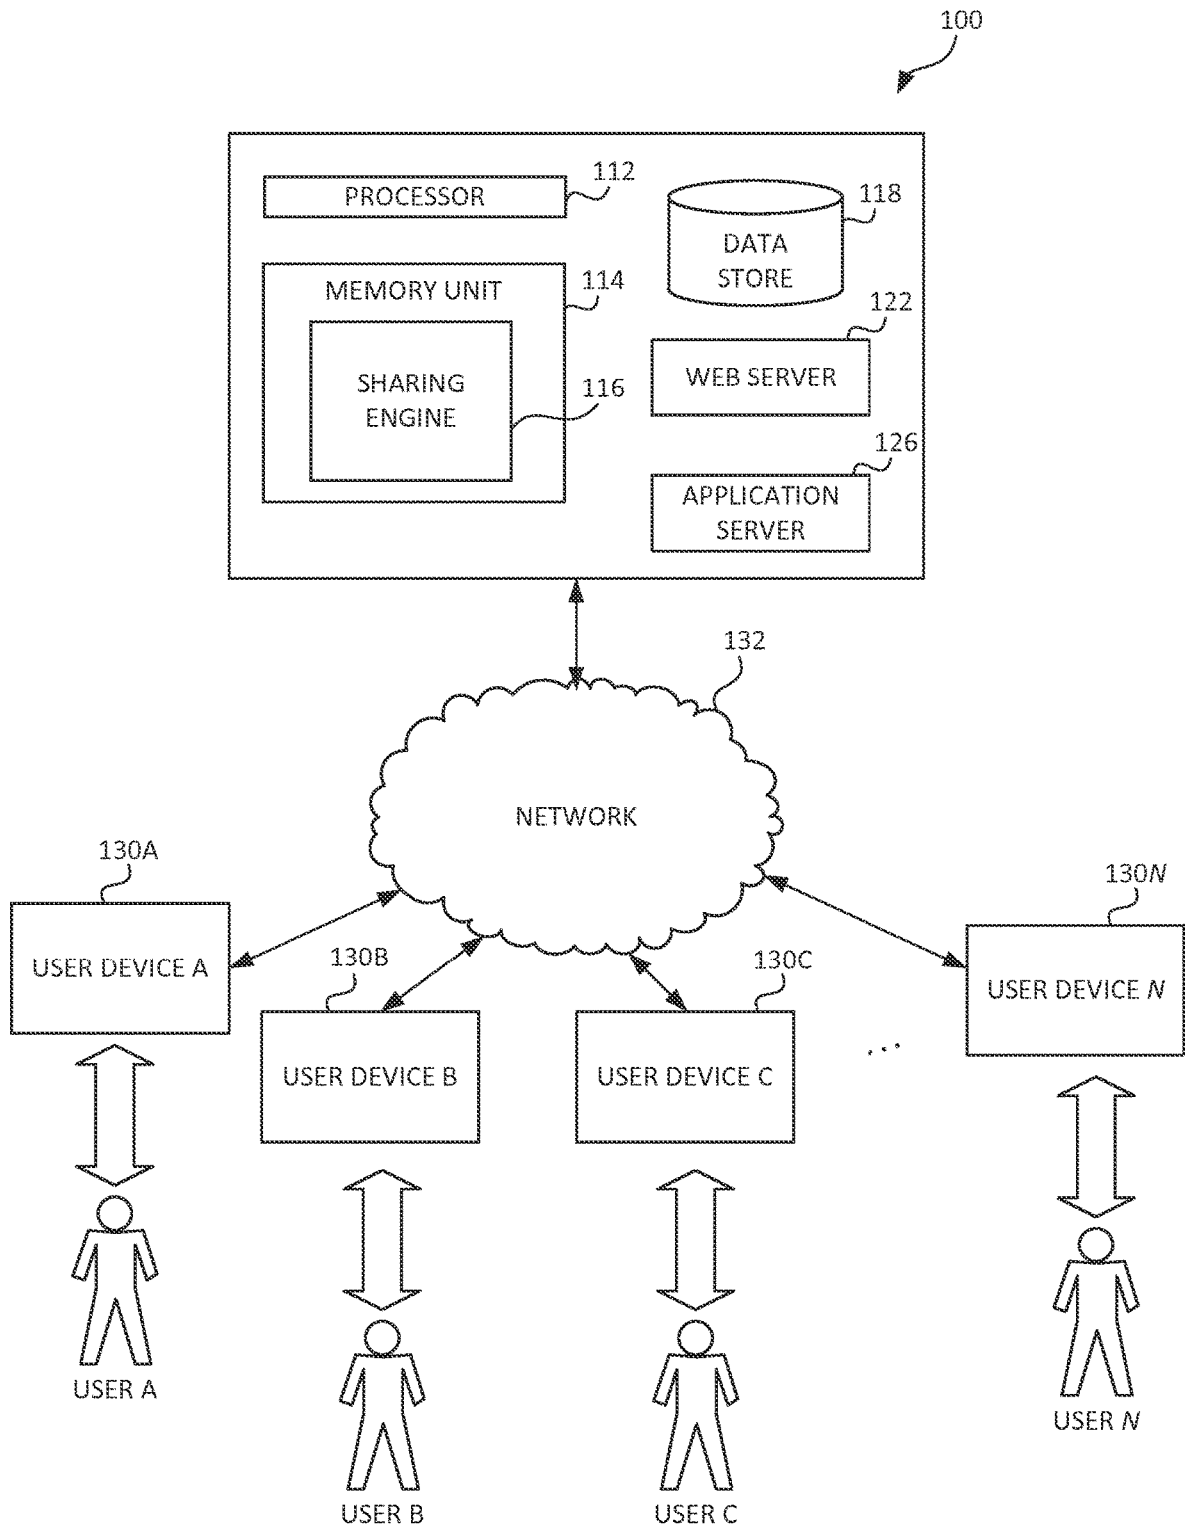 100
PROCESSOR
112
DATA
STORE
118
MEMORY UNIT
114
SHARING
ENGINE
116
WEB SERVER
122
APPLICATION
SERVER
126
132
NETWORK
130A
USER DEVICE A
130B
USER DEVICE B
130C
USER DEVICE C
...
130N
USER DEVICE N
USER A
USER B
USER C
USER N